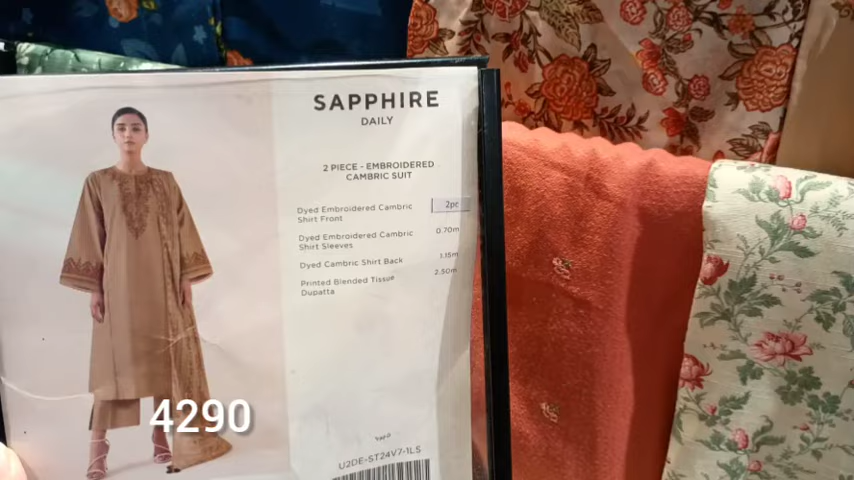 SAPPHIRE
DAILY
2 PIECE - EMBROIDERED
CAMBRIC SUIT
Dyed Embroidered Cambric
Shirt Front
2pc
Dyed Embroidered Cambric
Shirt Sleeves
0.70m
Dyed Cambric Shirt Back
1.15m
Printed Blended Tissue
Dupatta
2.50m
4290
U2DE-ST24V7-1LS